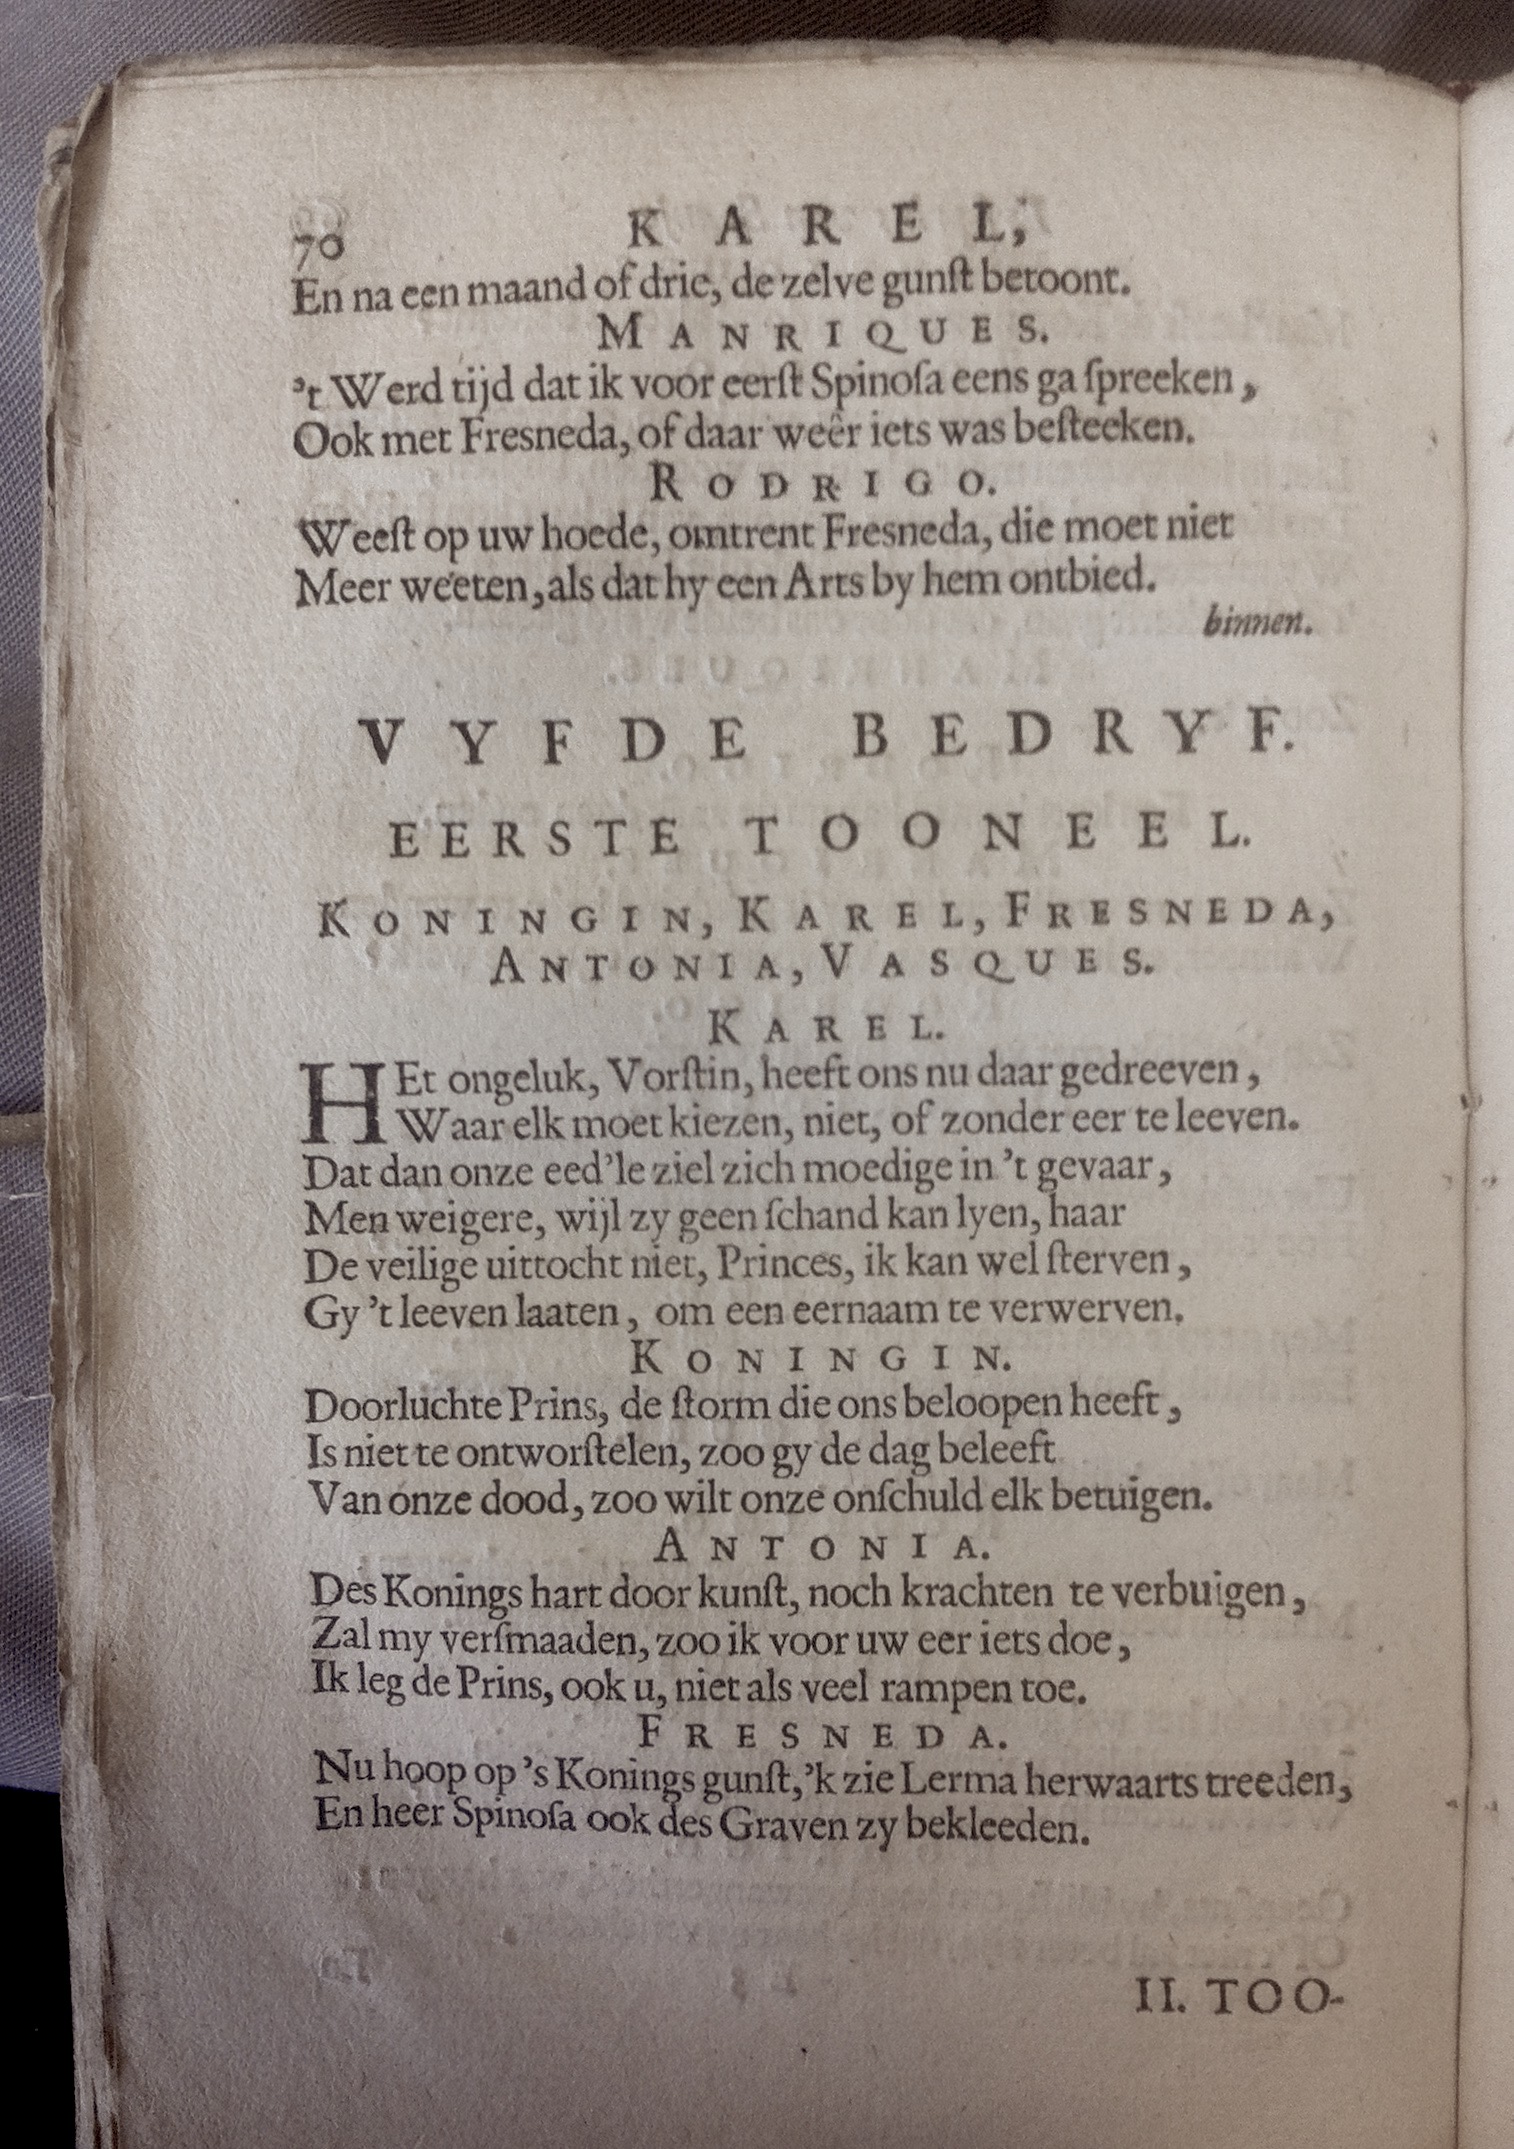 70 KAREL,
En na een maand of drie, de zelve gunſt betoont.
MANRIQUES.
't Werd tijd dat ik voor eerſt Spinoſa eens ga ſpreeken,
Ook met Fresneda, of daar weêr iets was beſteeken.
RODRIGO.
Weeſt op uw hoede, omtrent Fresneda, die moet niet
Meer weeten, als dat hy een Arts by hem ontbied.
binnen.
VYFDE BEDRYF.
EERSTE TOONEEL.
KONINGIN, KAREL, FRESNEDA,
ANTONIA, VASQUES.
KAREL.
HEt ongeluk, Vorſtin, heeft ons nu daar gedreeven,
Waar elk moet kiezen, niet, of zonder eer te leeven.
Dat dan onze eed'le ziel zich moedige in 't gevaar,
Men weigere, wijl zy geen ſchand kan lyen, haar
De veilige uittocht niet, Princes, ik kan wel ſterven,
Gy 't leeven laaten, om een eernaam te verwerven.
KONINGIN.
Doorluchte Prins, de ſtorm die ons beloopen heeft,
Is niet te ontworſtelen, zoo gy de dag beleeft
Van onze dood, zoo wilt onze onſchuld elk betuigen.
ANTONIA.
Des Konings hart door kunſt, noch krachten te verbuigen,
Zal my verſmaaden, zoo ik voor uw eer iets doe,
Ik leg de Prins, ook u, niet als veel rampen toe.
FRESNEDA.
Nu hoop op 's Konings gunſt, 'k zie Lerma herwaarts treeden,
En heer Spinoſa ook des Graven zy bekleeden.
II. TOO-